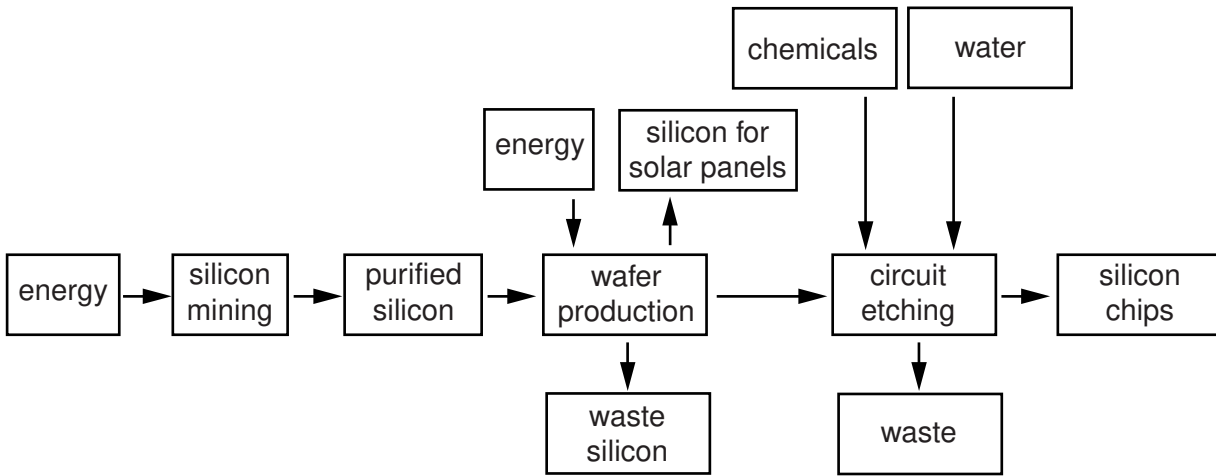 chemicals
water
energy
silicon for
solar panels
energy
silicon
mining
purified
silicon
wafer
production
circuit
etching
silicon
chips
waste
silicon
waste